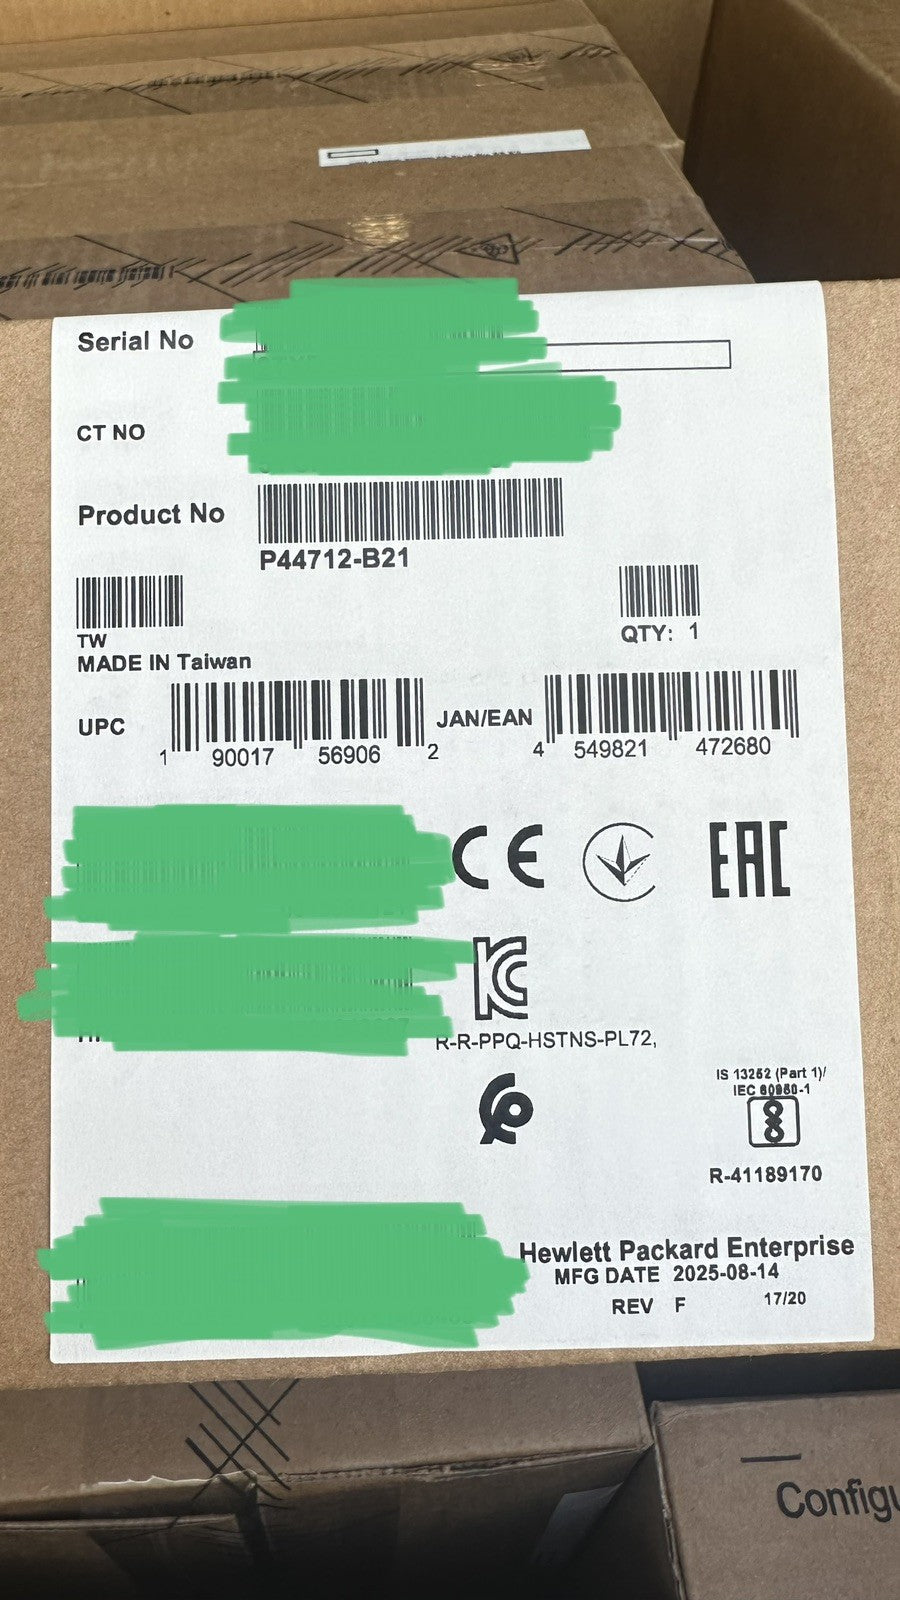 Serial No
CT NO
Product No
P44712-B21
TW
MADE IN Taiwan
QTY: 1
UPC
1 90017 56906 2
JAN/EAN
4 549821 472680
CE
EAC
R-R-PPQ-HSTNS-PL72,
IS 13252 (Part 1)/
IEC 60950-1
R-41189170
Hewlett Packard Enterprise
MFG DATE 2025-08-14
REV F
17/20